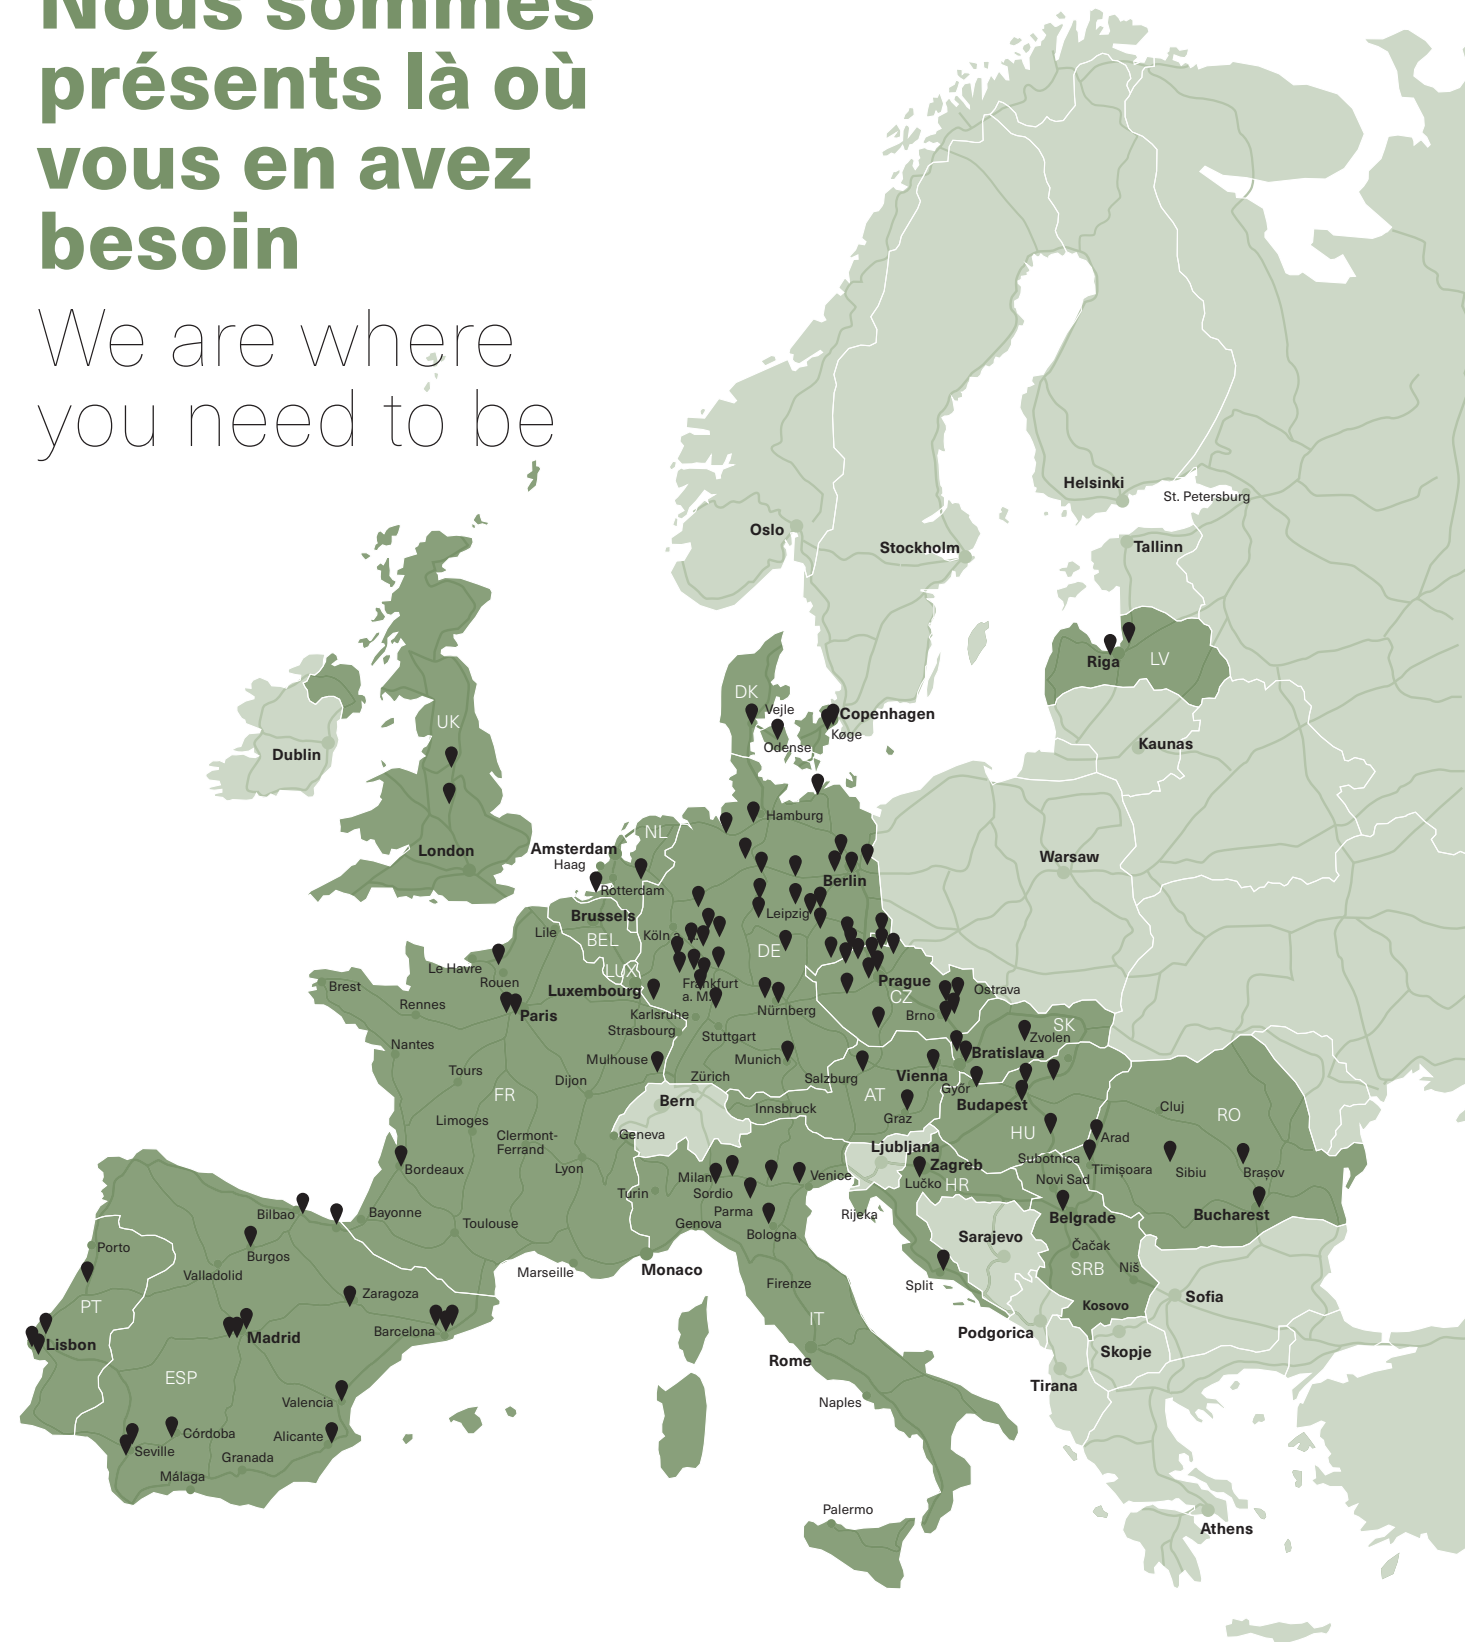 Nous sommes
présents là où
vous en avez
besoin
We are where
you need to be
Helsinki
St. Petersburg
Oslo
Stockholm
Tallinn
Riga
LV
DK
Vejle
Copenhagen
Køge
Odense
UK
Dublin
Kaunas
Hamburg
NL
London
Amsterdam
Haag
Rotterdam
Warsaw
Berlin
Brussels
Leipzig
Lile
BEL
Köln a.
DE
Le Havre
LUX
Rouen
Frankfurt
a. M.
Prague
CZ
Brest
Luxembourg
Ostrava
Rennes
Paris
Karlsruhe
Nürnberg
Brno
Strasbourg
Stuttgart
SK
Zvolen
Nantes
Mulhouse
Munich
Bratislava
Tours
Dijon
Zürich
Salzburg
Vienna
Győr
FR
Bern
Innsbruck
AT
Budapest
Cluj
RO
Limoges
Graz
Clermont-
Ferrand
Geneva
HU
Arad
Lyon
Ljubljana
Subotnica
Bordeaux
Milan
Venice
Zagreb
Timișoara
Sibiu
Brașov
Turin
Sordio
Lučko
HR
Novi Sad
Bilbao
Bayonne
Parma
Rijeka
Belgrade
Bucharest
Toulouse
Genova
Bologna
Burgos
Sarajevo
Čačak
Porto
Valladolid
Marseille
Monaco
SRB
Niš
Zaragoza
Firenze
Split
Sofia
PT
Kosovo
IT
Barcelona
Podgorica
Lisbon
Madrid
Skopje
Rome
ESP
Tirana
Valencia
Naples
Córdoba
Alicante
Seville
Granada
Málaga
Palermo
Athens